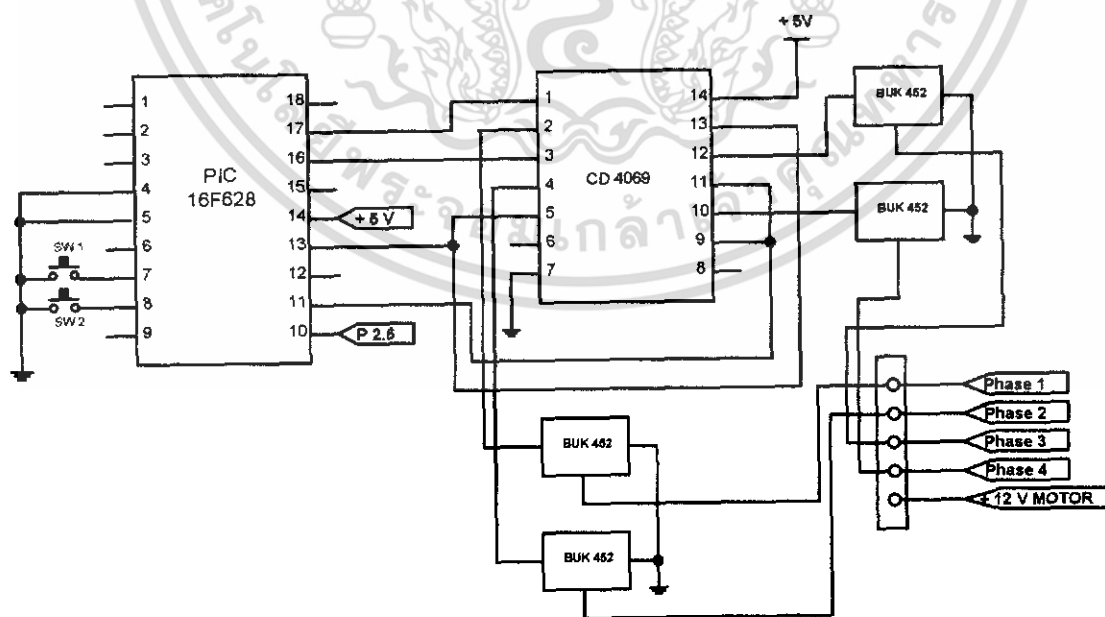 + 5V
PIC
16F628
1
2
3
4
5
6
7
8
9
18
17
16
15
14
13
12
11
10
SW 1
SW 2
+ 5 V
P 2.6
CD 4069
1
2
3
4
5
6
7
14
13
12
11
10
9
8
BUK 452
BUK 452
BUK 452
BUK 452
Phase 1
Phase 2
Phase 3
Phase 4
+ 12 V MOTOR